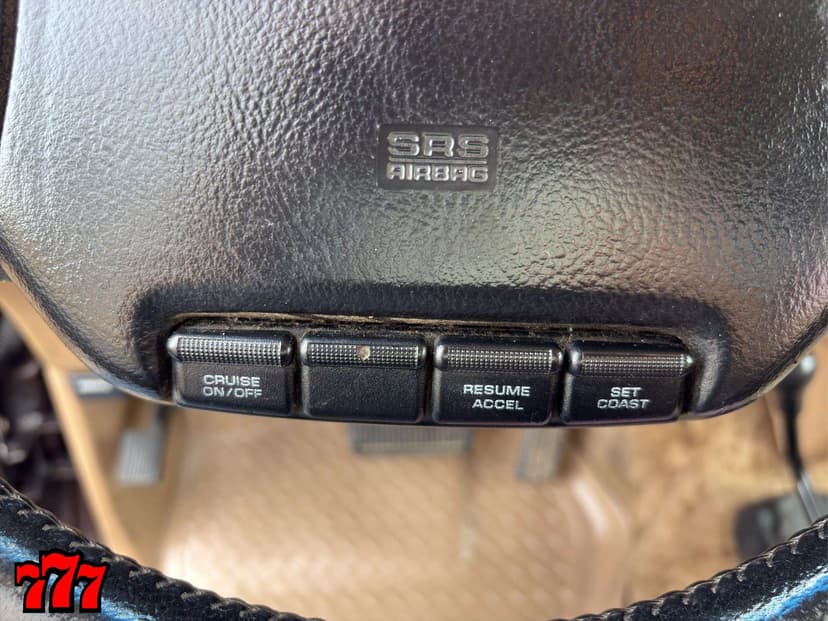 SRS
AIRBAG
CRUISE
ON/OFF
RESUME
ACCEL
SET
COAST
777